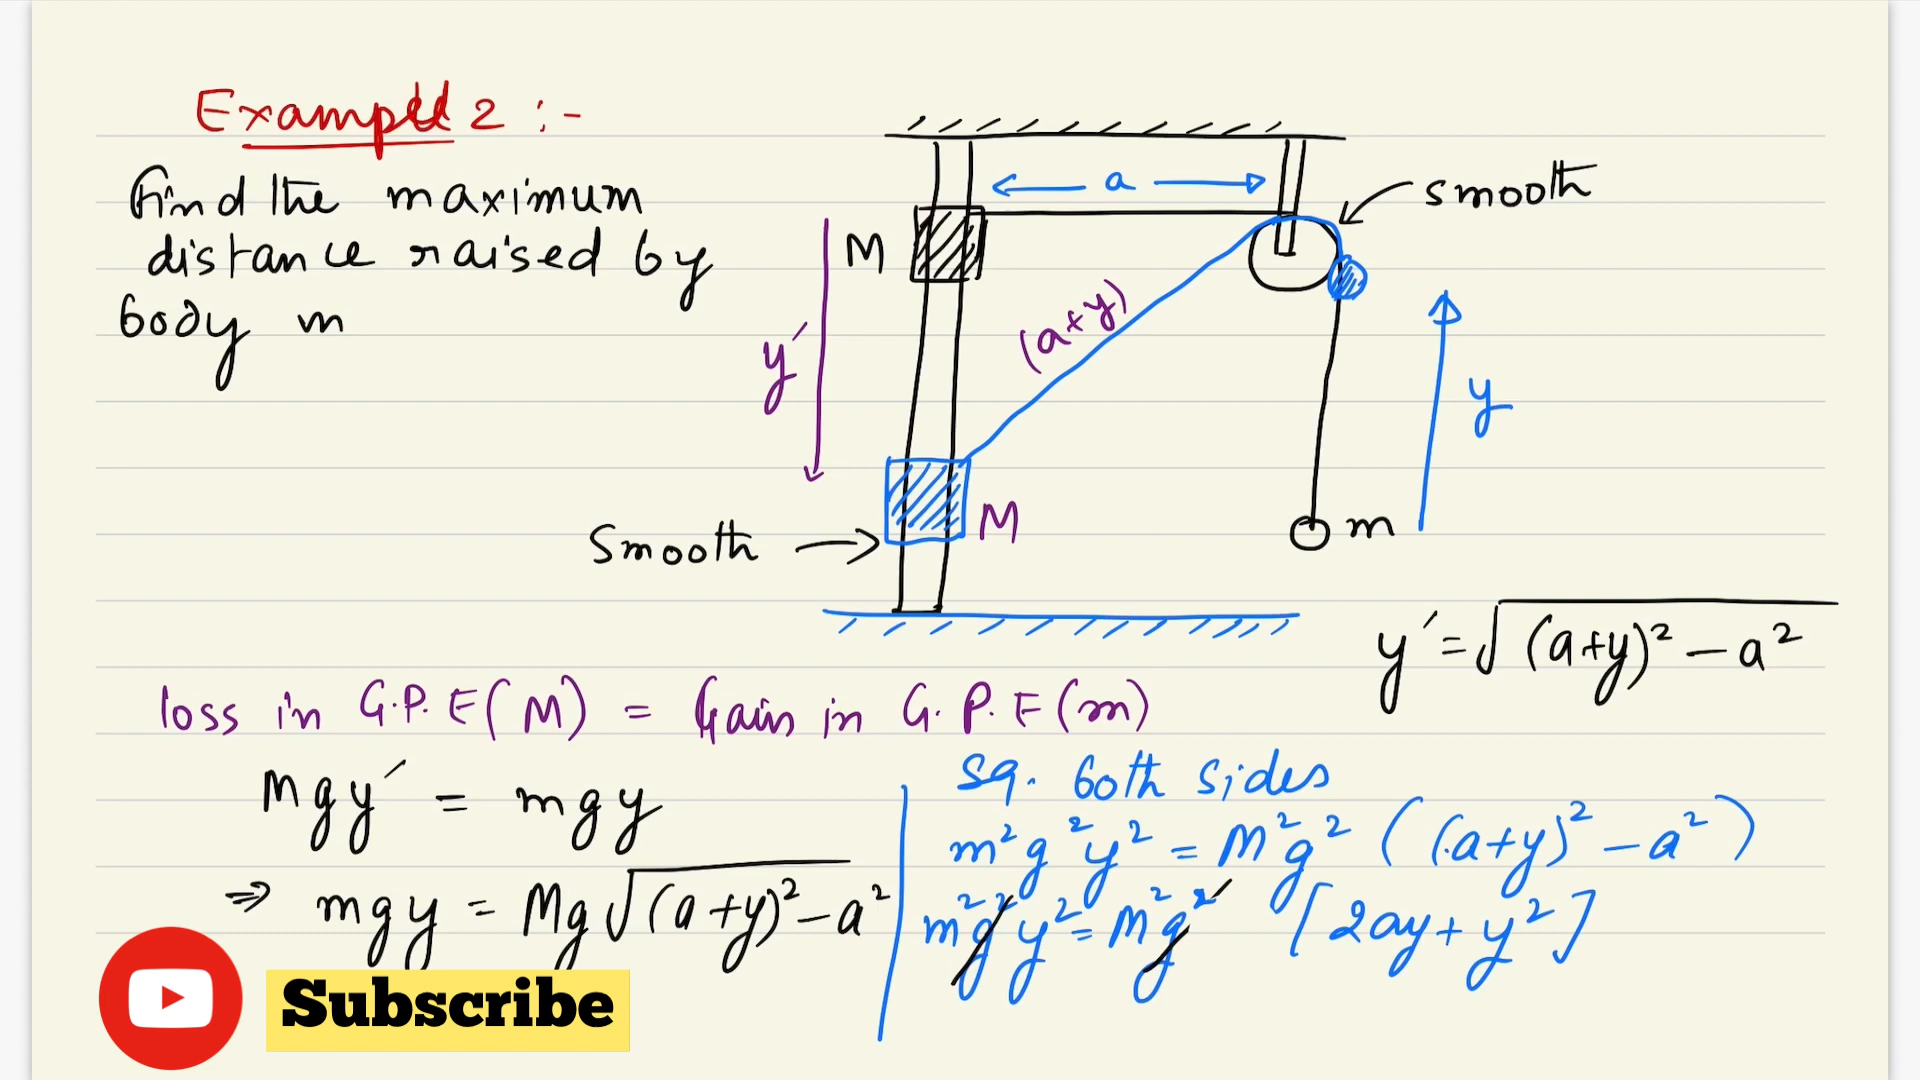 Example 2 :-
Find the maximum
distance raised by
body m
a
smooth
M
(a+y)
y′
y
M
m
Smooth
y′ = √(a+y)² − a²
loss in G.P.E(M) = Gain in G.P.E(m)
Mgy′ = mgy
⇒ mgy = Mg√(a+y)² − a²
Sq. both sides
m²g²y² = M²g² ((a+y)² − a²)
m²g²y² = M²g² [2ay + y²]
Subscribe